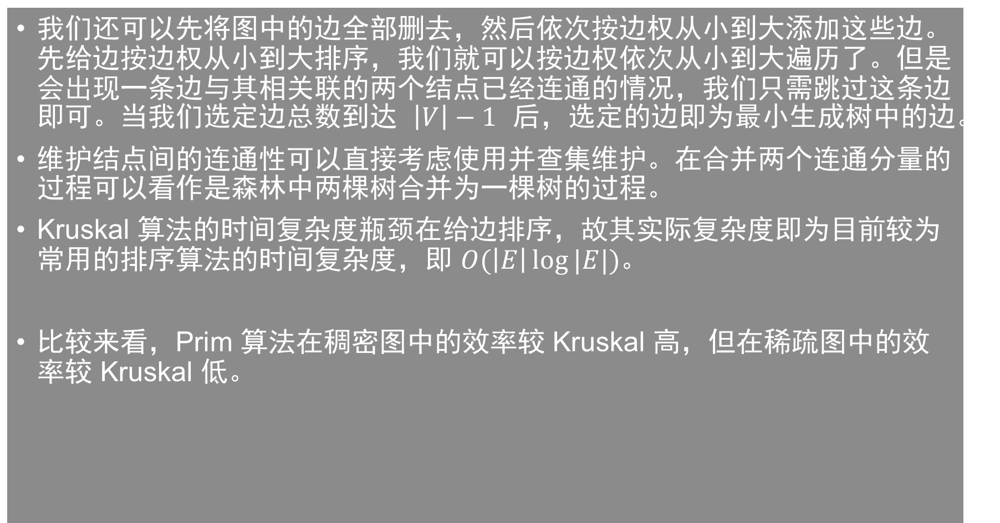 • 我们还可以先将图中的边全部删去，然后依次按边权从小到大添加这些边。
先给边按边权从小到大排序，我们就可以按边权依次从小到大遍历了。但是
会出现一条边与其相关联的两个结点已经连通的情况，我们只需跳过这条边
即可。当我们选定边总数到达 |V| − 1 后，选定的边即为最小生成树中的边。
• 维护结点间的连通性可以直接考虑使用并查集维护。在合并两个连通分量的
过程可以看作是森林中两棵树合并为一棵树的过程。
• Kruskal 算法的时间复杂度瓶颈在给边排序，故其实际复杂度即为目前较为
常用的排序算法的时间复杂度，即 O(|E| log |E|)。
• 比较来看，Prim 算法在稠密图中的效率较 Kruskal 高，但在稀疏图中的效
率较 Kruskal 低。